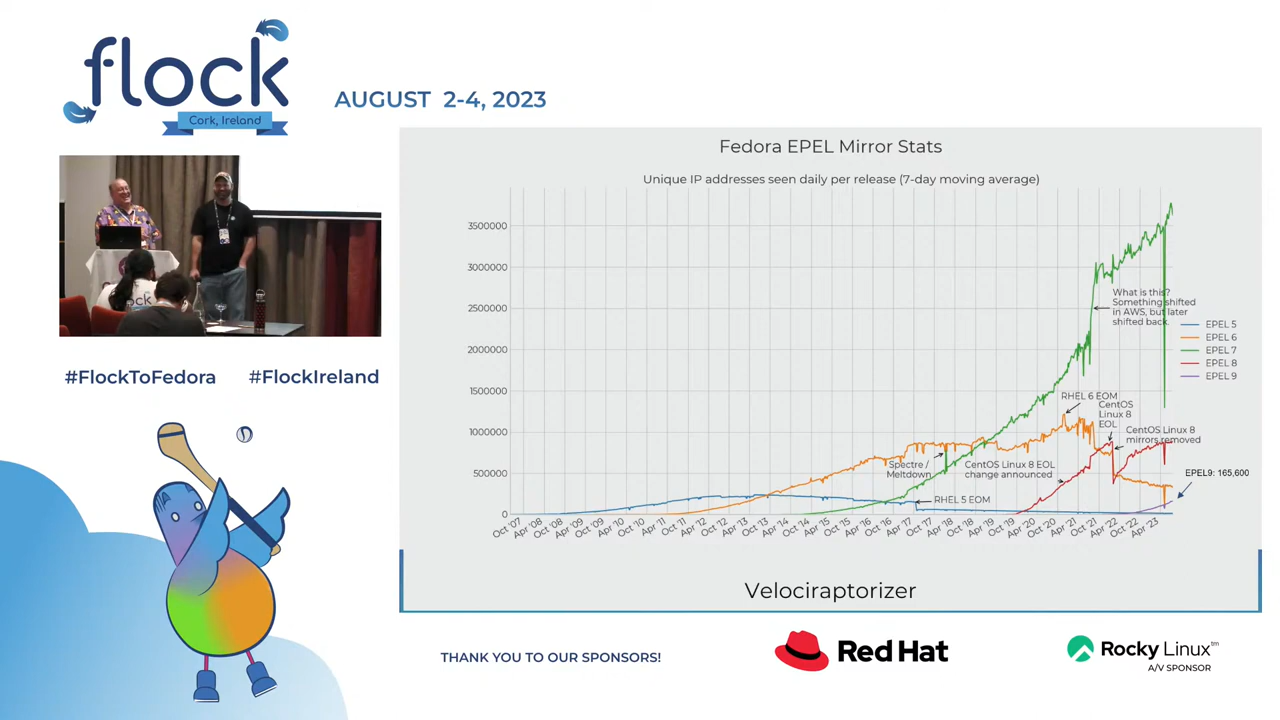 flock
Cork, Ireland
AUGUST 2-4, 2023
#FlockToFedora #FlockIreland
Fedora EPEL Mirror Stats
Unique IP addresses seen daily per release (7-day moving average)
3500000
3000000
2500000
2000000
1500000
1000000
500000
0
What is this?
Something shifted
in AWS, but later
shifted back.
EPEL 5
EPEL 6
EPEL 7
EPEL 8
EPEL 9
RHEL 6 EOM
CentOS
Linux 8
EOL
CentOS Linux 8
mirrors removed
Spectre /
Meltdown
CentOS Linux 8 EOL
change announced
EPEL9: 165,600
RHEL 5 EOM
Oct '07
Apr '08
Oct '08
Apr '09
Oct '09
Apr '10
Oct '10
Apr '11
Oct '11
Apr '12
Oct '12
Apr '13
Oct '13
Apr '14
Oct '14
Apr '15
Oct '15
Apr '16
Oct '16
Apr '17
Oct '17
Apr '18
Oct '18
Apr '19
Oct '19
Apr '20
Oct '20
Apr '21
Oct '21
Apr '22
Oct '22
Apr '23
Velociraptorizer
THANK YOU TO OUR SPONSORS!
Red Hat
Rocky Linux™
A/V SPONSOR
flock